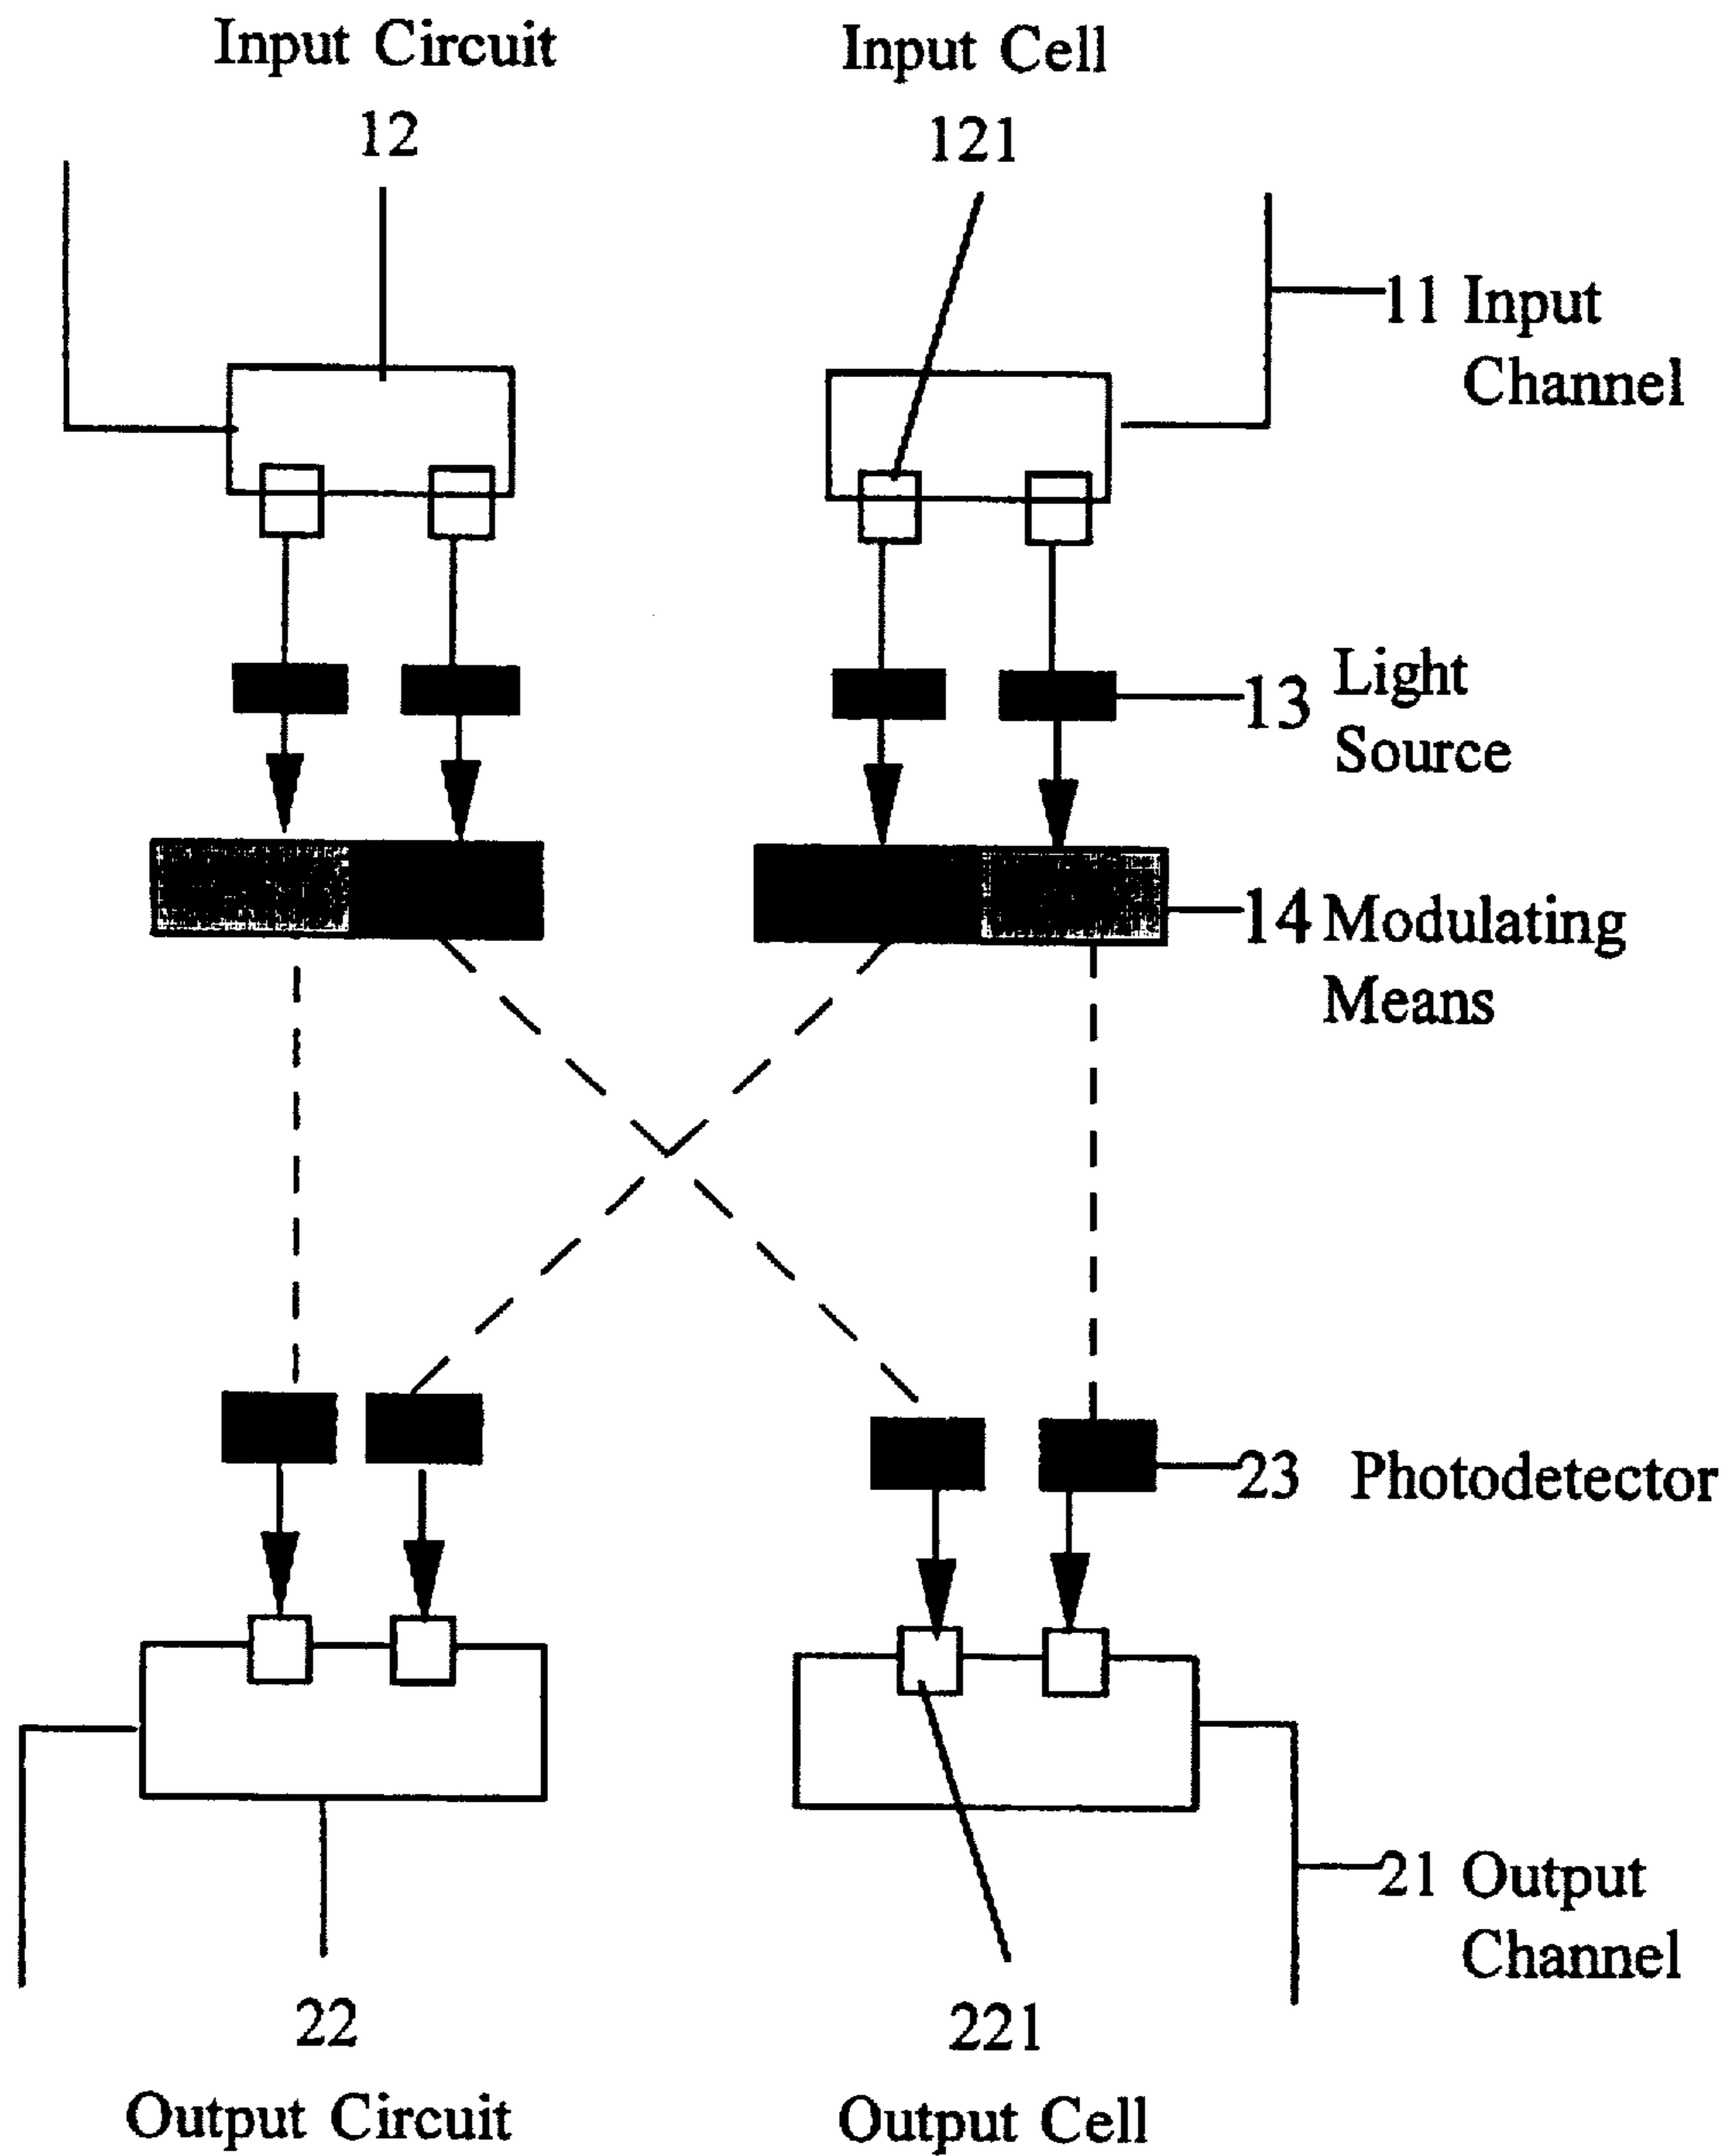 Input Circuit
12
Input Cell
121
11 Input
Channel
13 Light
Source
14 Modulating
Means
23 Photodetector
21 Output
Channel
22
Output Circuit
221
Output Cell